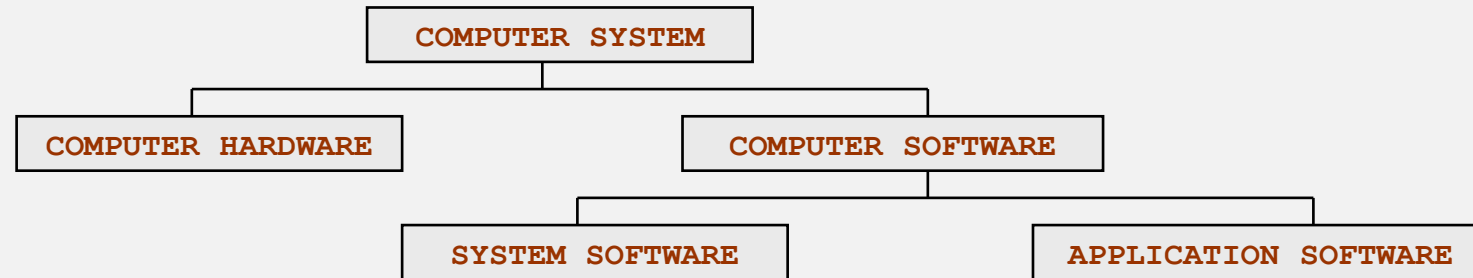 COMPUTER SYSTEM
COMPUTER HARDWARE
COMPUTER SOFTWARE
SYSTEM SOFTWARE
APPLICATION SOFTWARE